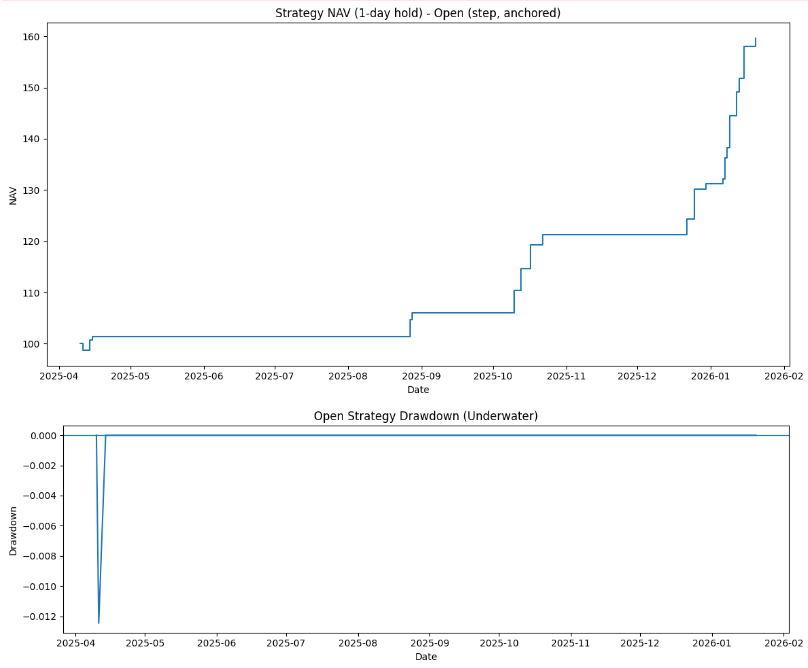 Strategy NAV (1-day hold) - Open (step, anchored)
160
150
140
130
120
110
100
NAV
2025-04 2025-05 2025-06 2025-07 2025-08 2025-09 2025-10 2025-11 2025-12 2026-01 2026-02
Date
Open Strategy Drawdown (Underwater)
0.000
−0.002
−0.004
−0.006
−0.008
−0.010
−0.012
Drawdown
2025-04 2025-05 2025-06 2025-07 2025-08 2025-09 2025-10 2025-11 2025-12 2026-01 2026-02
Date